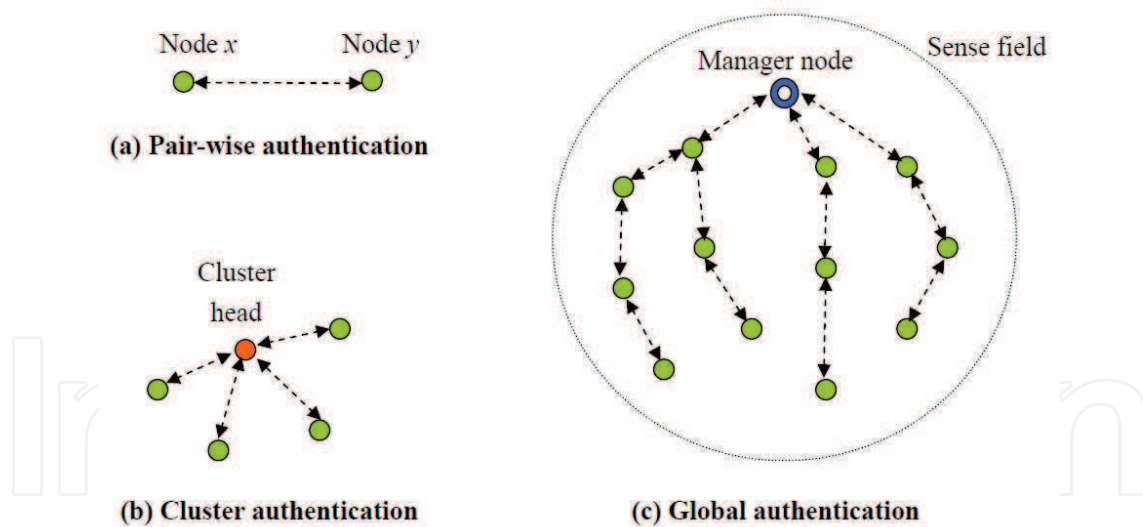 Node x
Node y
(a) Pair-wise authentication
Cluster
head
(b) Cluster authentication
Sense field
Manager node
(c) Global authentication